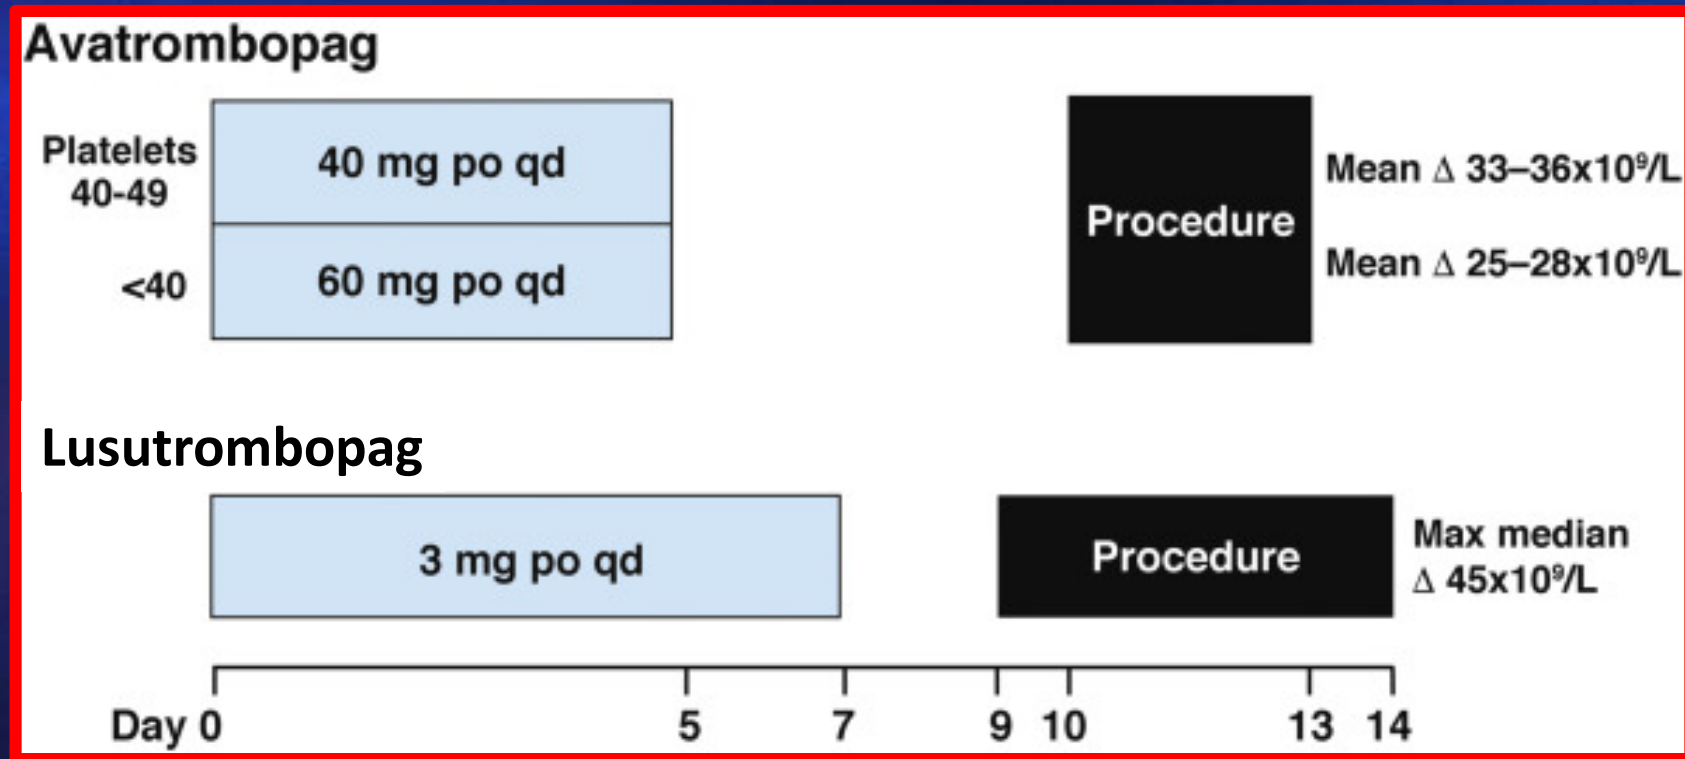 Avatrombopag
Platelets
40-49
40 mg po qd
<40
60 mg po qd
Procedure
Mean Δ 33–36x10⁹/L
Mean Δ 25–28x10⁹/L
Lusutrombopag
3 mg po qd
Procedure
Max median
Δ 45x10⁹/L
Day 0 5 7 9 10 13 14